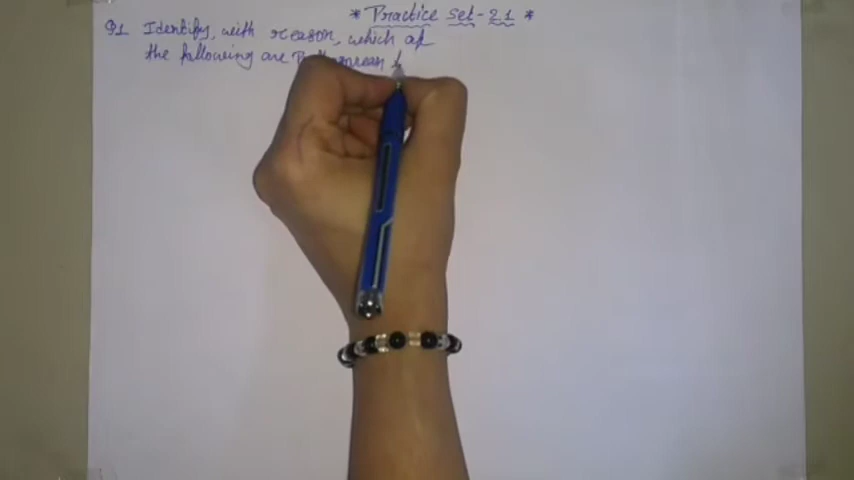 * Practice Set - 2.1 *
Q1 Identify, with reason, which of
the following are